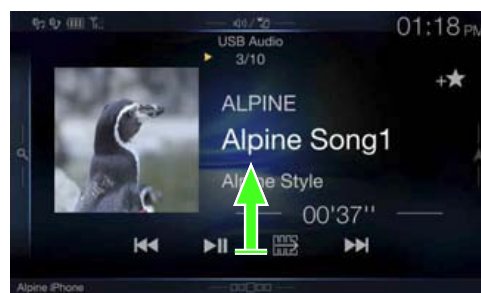 01:18 PM
USB Audio
3/10
ALPINE
Alpine Song1
Alpine Style
00'37''
Alpine iPhone